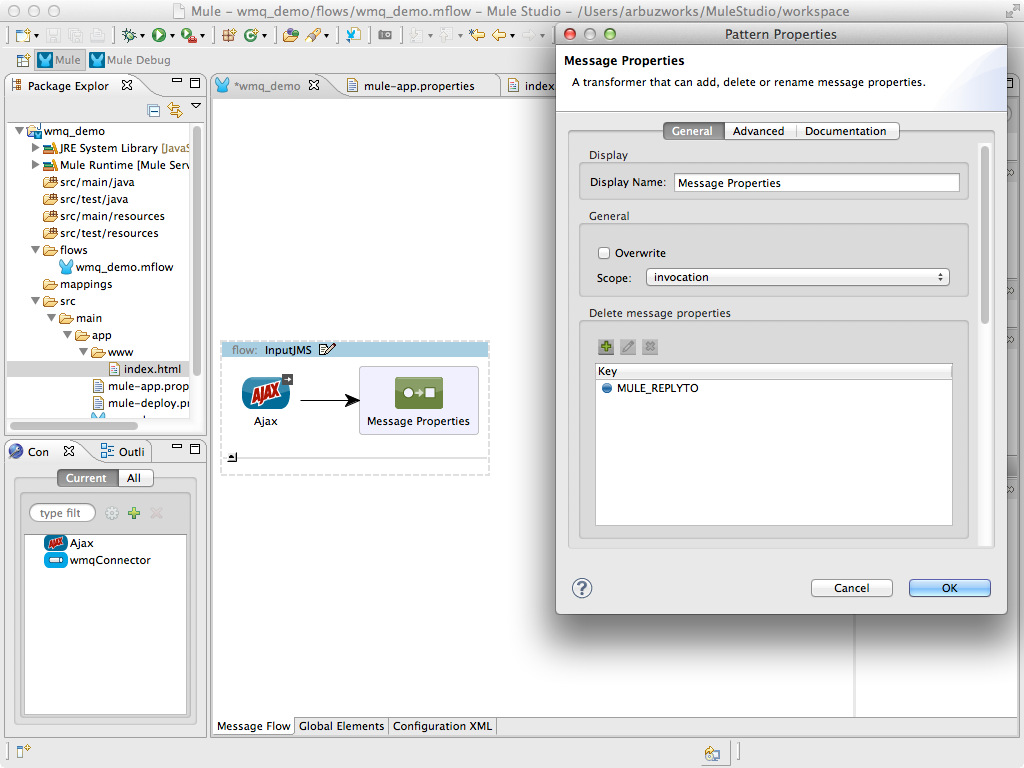 Mule – wmq_demo/flows/wmq_demo.mflow – Mule Studio – /Users/arbuzworks/MuleStudio/workspace
Mule
Mule Debug
Package Explor
*wmq_demo
mule-app.properties
index
wmq_demo
JRE System Library [JavaS
Mule Runtime [Mule Serv
src/main/java
src/test/java
src/main/resources
src/test/resources
flows
wmq_demo.mflow
mappings
src
main
app
www
index.html
mule-app.prop
mule-deploy.pr
Con
Outli
Current
All
type filt
AJAX
Ajax
wmqConnector
flow: InputJMS
AJAX
Ajax
Message Properties
Message Flow
Global Elements
Configuration XML
Pattern Properties
Message Properties
A transformer that can add, delete or rename message properties.
General
Advanced
Documentation
Display
Display Name: Message Properties
General
Overwrite
Scope: invocation
Delete message properties
Key
MULE_REPLYTO
?
Cancel
OK